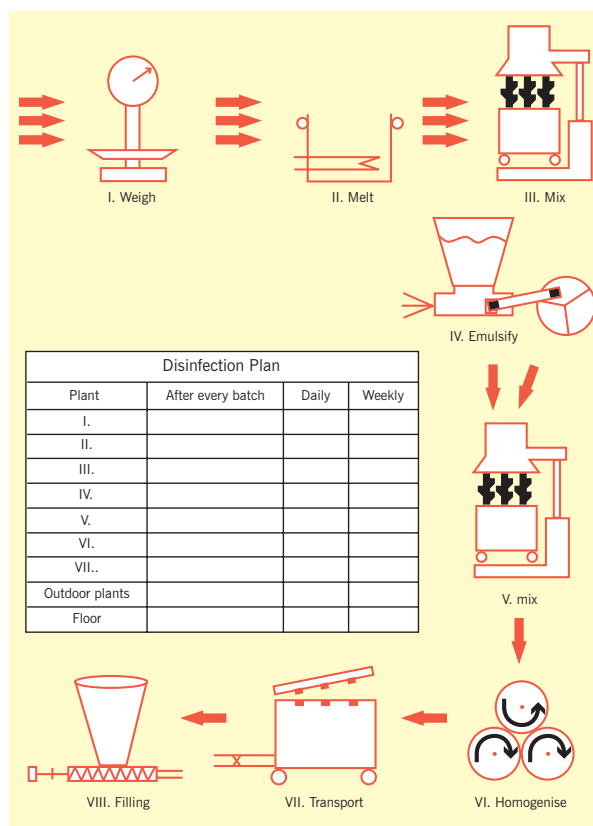 I. Weigh
II. Melt
III. Mix
IV. Emulsify
Disinfection Plan
Plant After every batch Daily Weekly
I.
II.
III.
IV.
V.
VI.
VII..
Outdoor plants
Floor
V. mix
VIII. Filling
VII. Transport
VI. Homogenise